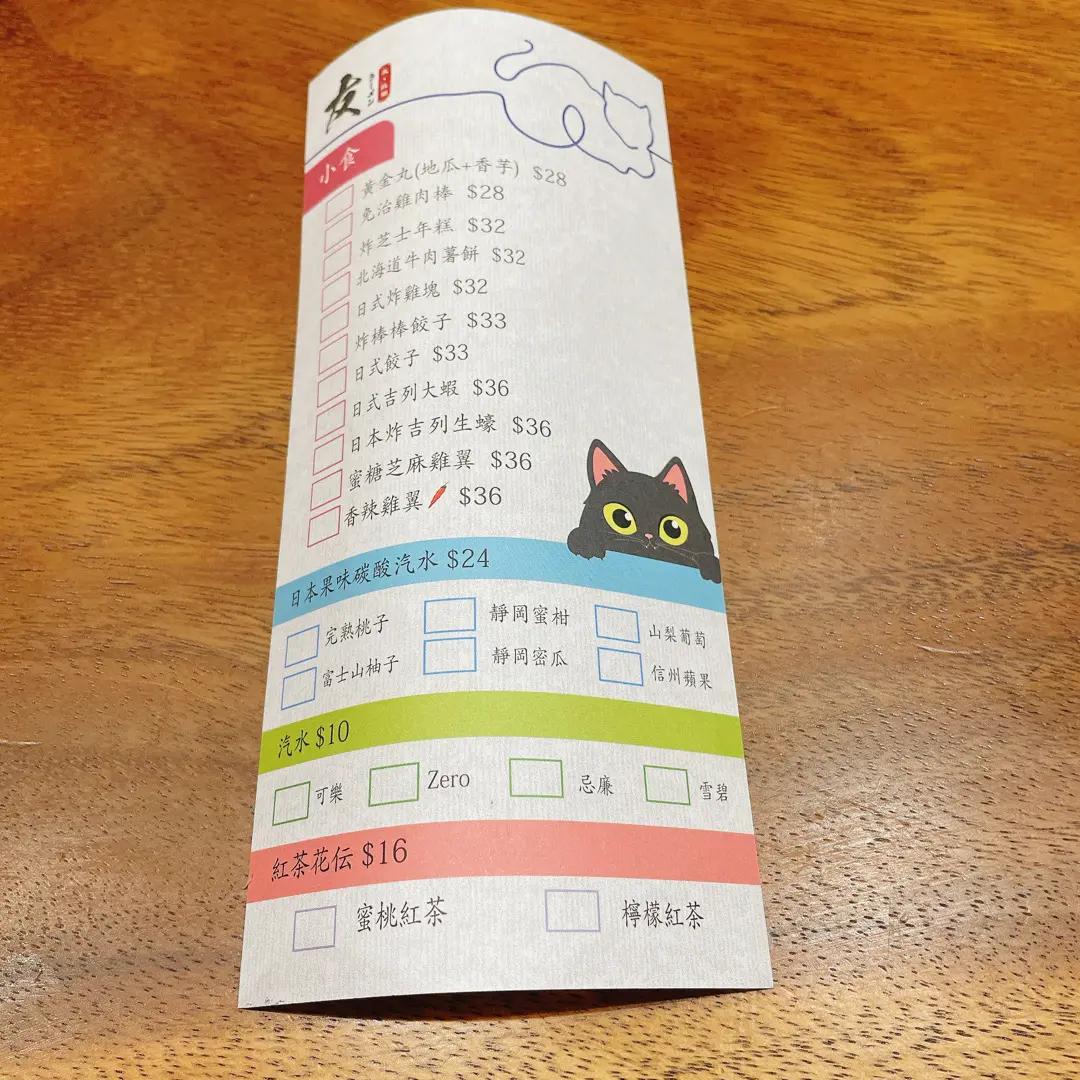 友
ラーメン
小食
黃金丸(地瓜+香芋) $28
免治雞肉棒 $28
炸芝士年糕 $32
北海道牛肉薯餅 $32
日式炸雞塊 $32
炸棒棒餃子 $33
日式餃子 $33
日式吉列大蝦 $36
日本炸吉列生蠔 $36
蜜糖芝麻雞翼 $36
香辣雞翼 $36
日本果味碳酸汽水 $24
完熟桃子 靜岡蜜柑 山梨葡萄
富士山柚子 靜岡密瓜 信州蘋果
汽水 $10
可樂 Zero 忌廉 雪碧
紅茶花伝 $16
蜜桃紅茶 檸檬紅茶